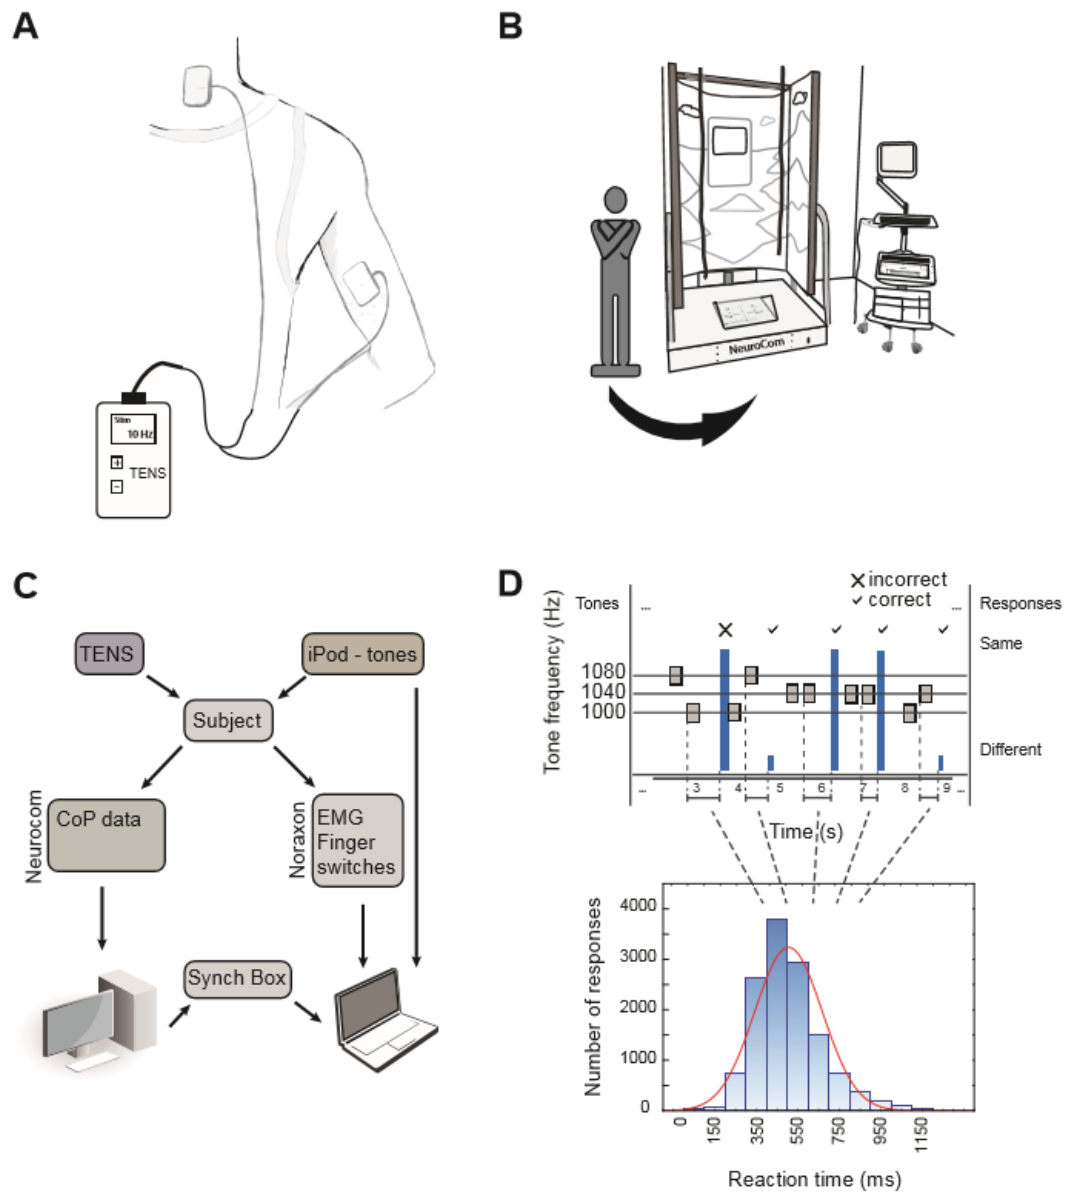 A
Stim
10 Hz
+
TENS
−
B
NeuroCom
C
TENS
iPod - tones
Subject
Neurocom
CoP data
Noraxon
EMG
Finger
switches
Synch Box
D
incorrect
correct
Tones
...
...
Responses
Same
Tone frequency (Hz)
1080
1040
1000
Different
...
3
4
5
6
7
8
9
...
Time (s)
Number of responses
4000
3000
2000
1000
0
0
150
350
550
750
950
1150
Reaction time (ms)